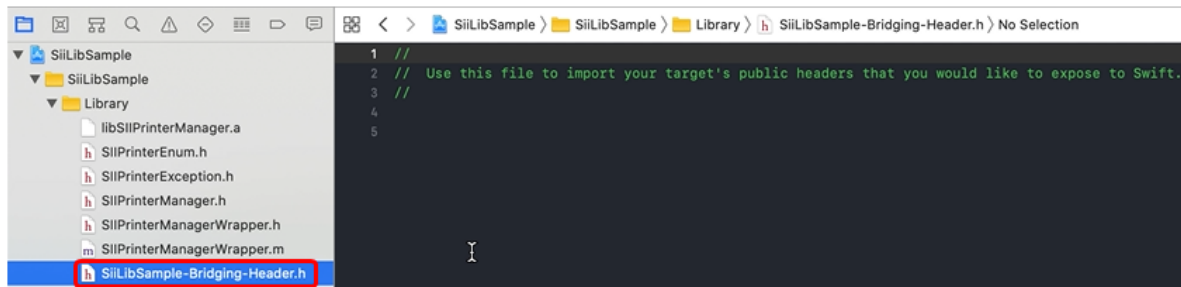 SiiLibSample 〉 SiiLibSample 〉 Library 〉 h SiiLibSample-Bridging-Header.h 〉 No Selection
SiiLibSample
SiiLibSample
Library
libSIIPrinterManager.a
h SIIPrinterEnum.h
h SIIPrinterException.h
h SIIPrinterManager.h
h SIIPrinterManagerWrapper.h
m SIIPrinterManagerWrapper.m
h SiiLibSample-Bridging-Header.h
1 //
2 //  Use this file to import your target's public headers that you would like to expose to Swift.
3 //
4
5